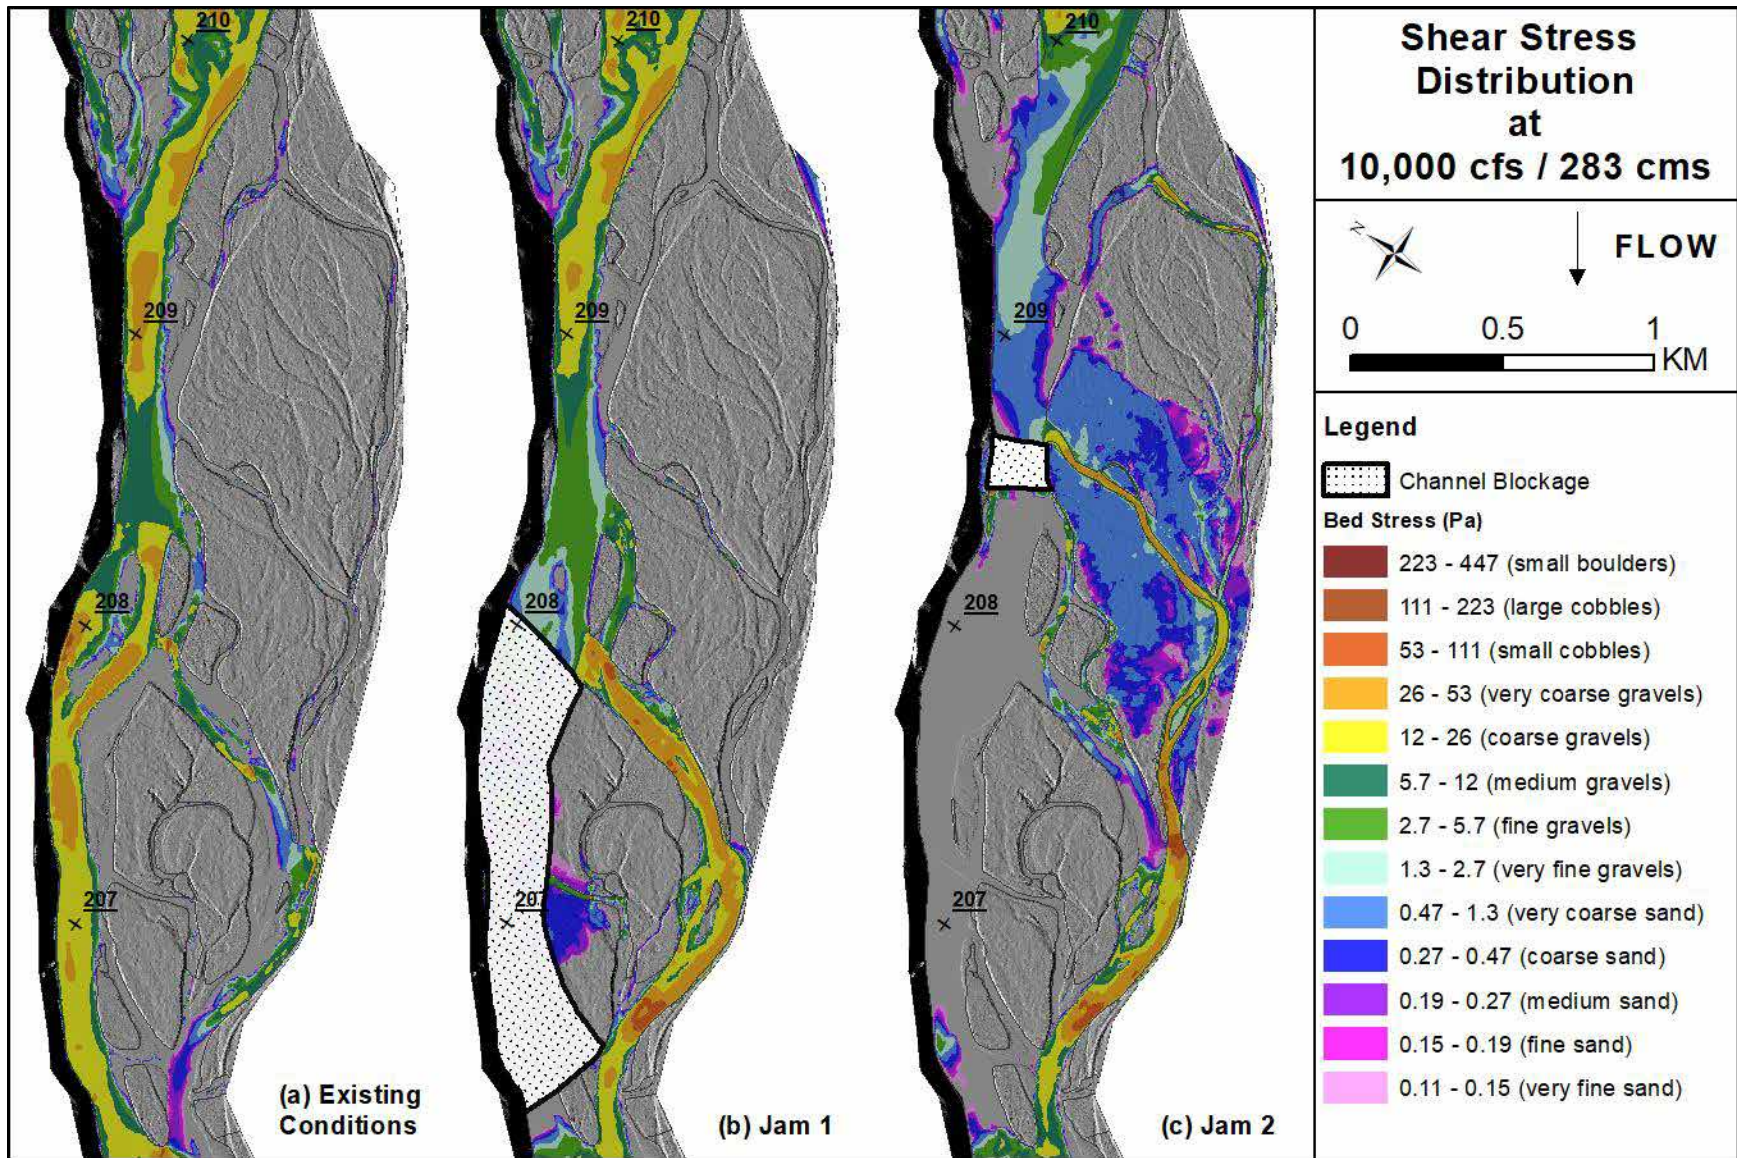 210
209
208
207
(a) Existing
Conditions
210
209
208
207
(b) Jam 1
210
209
208
207
(c) Jam 2
Shear Stress
Distribution
at
10,000 cfs / 283 cms
N
FLOW
0 0.5 1
KM
Legend
Channel Blockage
Bed Stress (Pa)
223 - 447 (small boulders)
111 - 223 (large cobbles)
53 - 111 (small cobbles)
26 - 53 (very coarse gravels)
12 - 26 (coarse gravels)
5.7 - 12 (medium gravels)
2.7 - 5.7 (fine gravels)
1.3 - 2.7 (very fine gravels)
0.47 - 1.3 (very coarse sand)
0.27 - 0.47 (coarse sand)
0.19 - 0.27 (medium sand)
0.15 - 0.19 (fine sand)
0.11 - 0.15 (very fine sand)